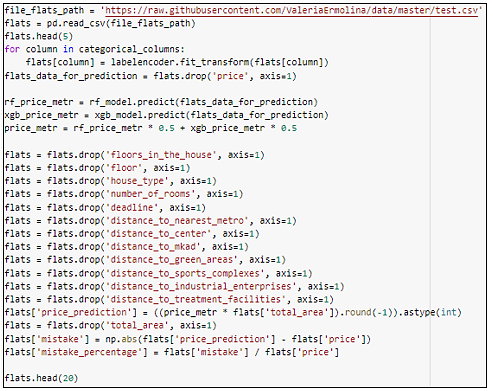 file_flats_path = 'https://raw.githubusercontent.com/ValeriaErmolina/data/master/test.csv'
flats = pd.read_csv(file_flats_path)
flats.head(5)
for column in categorical_columns:
    flats[column] = labelencoder.fit_transform(flats[column])
flats_data_for_prediction = flats.drop('price', axis=1)

rf_price_metr = rf_model.predict(flats_data_for_prediction)
xgb_price_metr = xgb_model.predict(flats_data_for_prediction)
price_metr = rf_price_metr * 0.5 + xgb_price_metr * 0.5

flats = flats.drop('floors_in_the_house', axis=1)
flats = flats.drop('floor', axis=1)
flats = flats.drop('house_type', axis=1)
flats = flats.drop('number_of_rooms', axis=1)
flats = flats.drop('deadline', axis=1)
flats = flats.drop('distance_to_nearest_metro', axis=1)
flats = flats.drop('distance_to_center', axis=1)
flats = flats.drop('distance_to_mkad', axis=1)
flats = flats.drop('distance_to_green_areas', axis=1)
flats = flats.drop('distance_to_sports_complexes', axis=1)
flats = flats.drop('distance_to_industrial_enterprises', axis=1)
flats = flats.drop('distance_to_treatment_facilities', axis=1)
flats['price_prediction'] = ((price_metr * flats['total_area']).round(-1)).astype(int)
flats = flats.drop('total_area', axis=1)
flats['mistake'] = np.abs(flats['price_prediction'] - flats['price'])
flats['mistake_percentage'] = flats['mistake'] / flats['price']

flats.head(20)